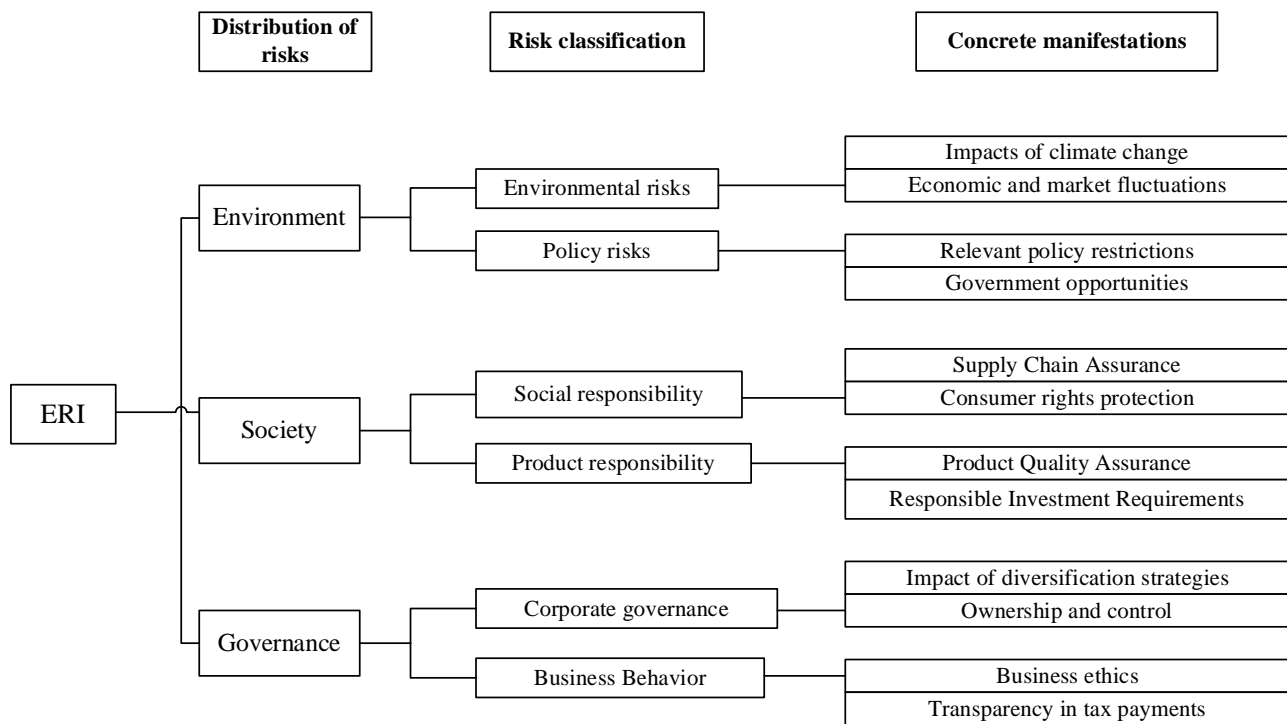 Distribution of
risks
Risk classification
Concrete manifestations
Impacts of climate change
Environmental risks
Economic and market fluctuations
Environment
Policy risks
Relevant policy restrictions
Government opportunities
Supply Chain Assurance
Social responsibility
Consumer rights protection
ERI
Society
Product responsibility
Product Quality Assurance
Responsible Investment Requirements
Impact of diversification strategies
Corporate governance
Ownership and control
Governance
Business Behavior
Business ethics
Transparency in tax payments